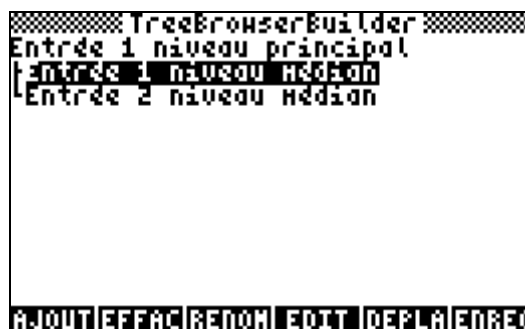 TreeBrowserBuilder
Entrée 1 niveau principal
Entrée 1 niveau médian
Entrée 2 niveau médian
AJOUT EFFAC RENOM EDIT DEPLA ENREG